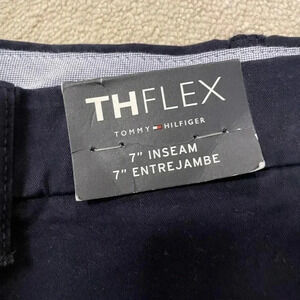 THFLEX
TOMMY HILFIGER
7" INSEAM
7" ENTREJAMBE